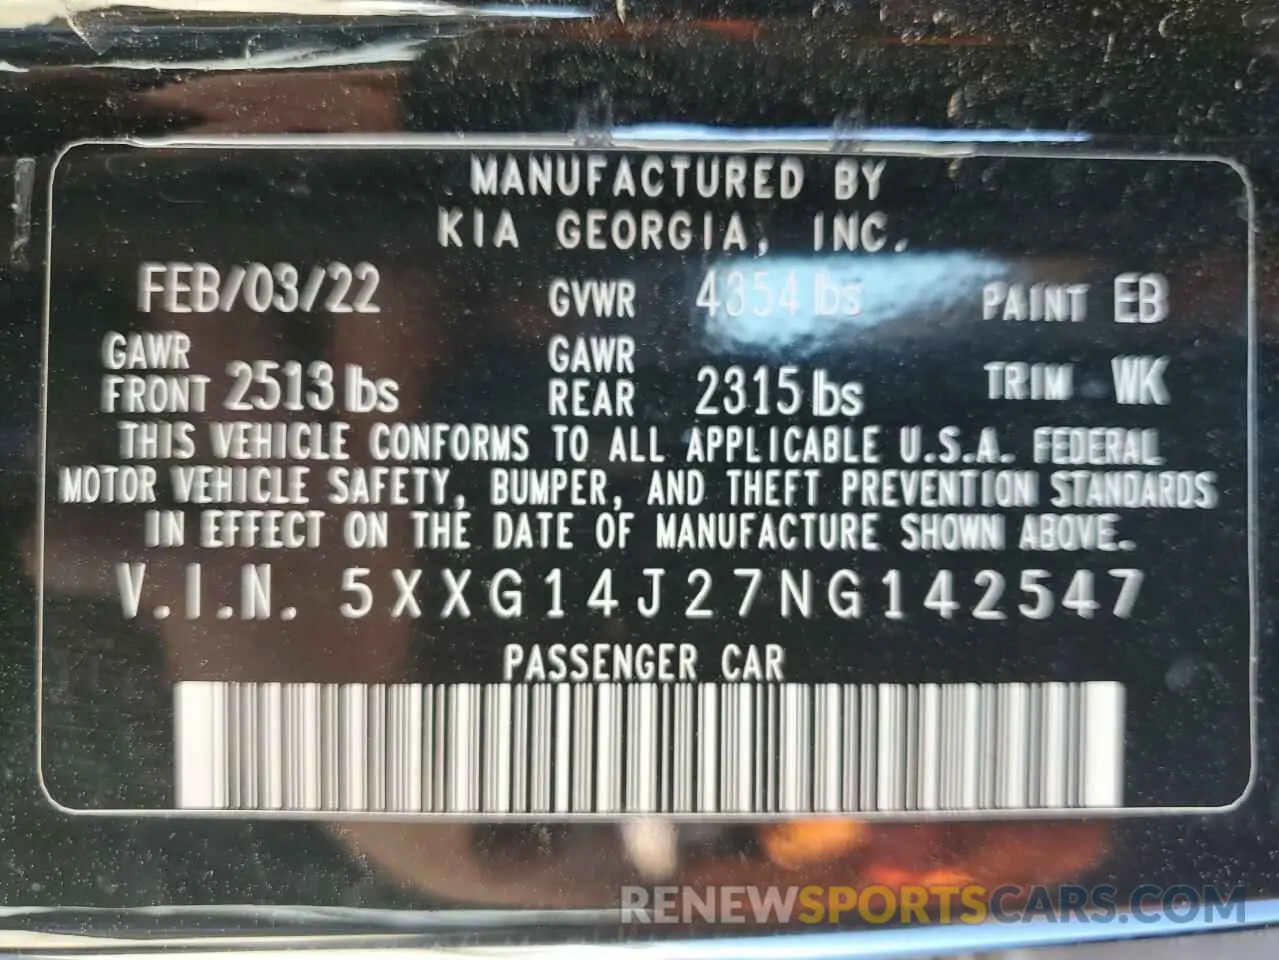 MANUFACTURED BY
KIA GEORGIA, INC.
FEB/03/22 GVWR 4354 lbs PAINT EB
GAWR FRONT 2513 lbs GAWR REAR 2315 lbs TRIM WK
THIS VEHICLE CONFORMS TO ALL APPLICABLE U.S.A. FEDERAL
MOTOR VEHICLE SAFETY, BUMPER, AND THEFT PREVENTION STANDARDS
IN EFFECT ON THE DATE OF MANUFACTURE SHOWN ABOVE.
V.I.N. 5XXG14J27NG142547
PASSENGER CAR
RENEWSPORTSCARS.COM